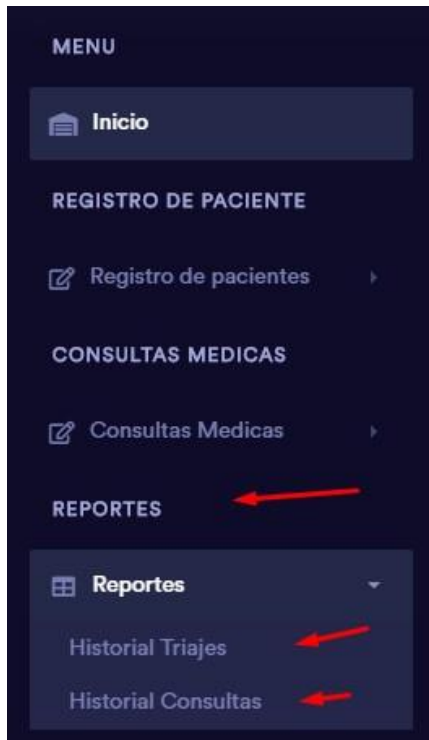 MENU
Inicio
REGISTRO DE PACIENTE
Registro de pacientes
CONSULTAS MEDICAS
Consultas Medicas
REPORTES
Reportes
Historial Triajes
Historial Consultas